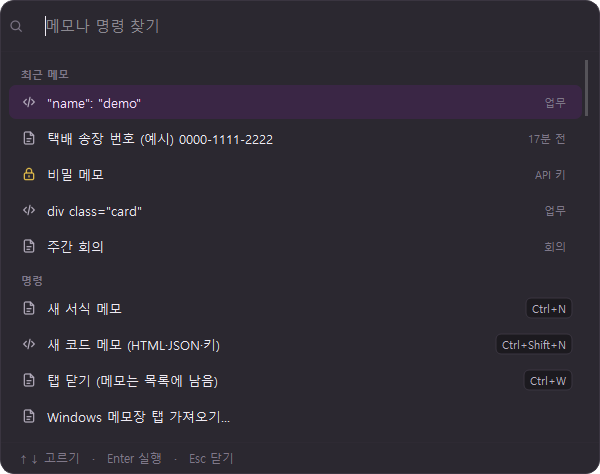 메모나 명령 찾기
최근 메모
"name": "demo" 업무
택배 송장 번호 (예시) 0000-1111-2222 17분 전
비밀 메모 API 키
div class="card" 업무
주간 회의 회의
명령
새 서식 메모 Ctrl+N
새 코드 메모 (HTML·JSON·키) Ctrl+Shift+N
탭 닫기 (메모는 목록에 남음) Ctrl+W
Windows 메모장 탭 가져오기...
↑↓ 고르기 · Enter 실행 · Esc 닫기